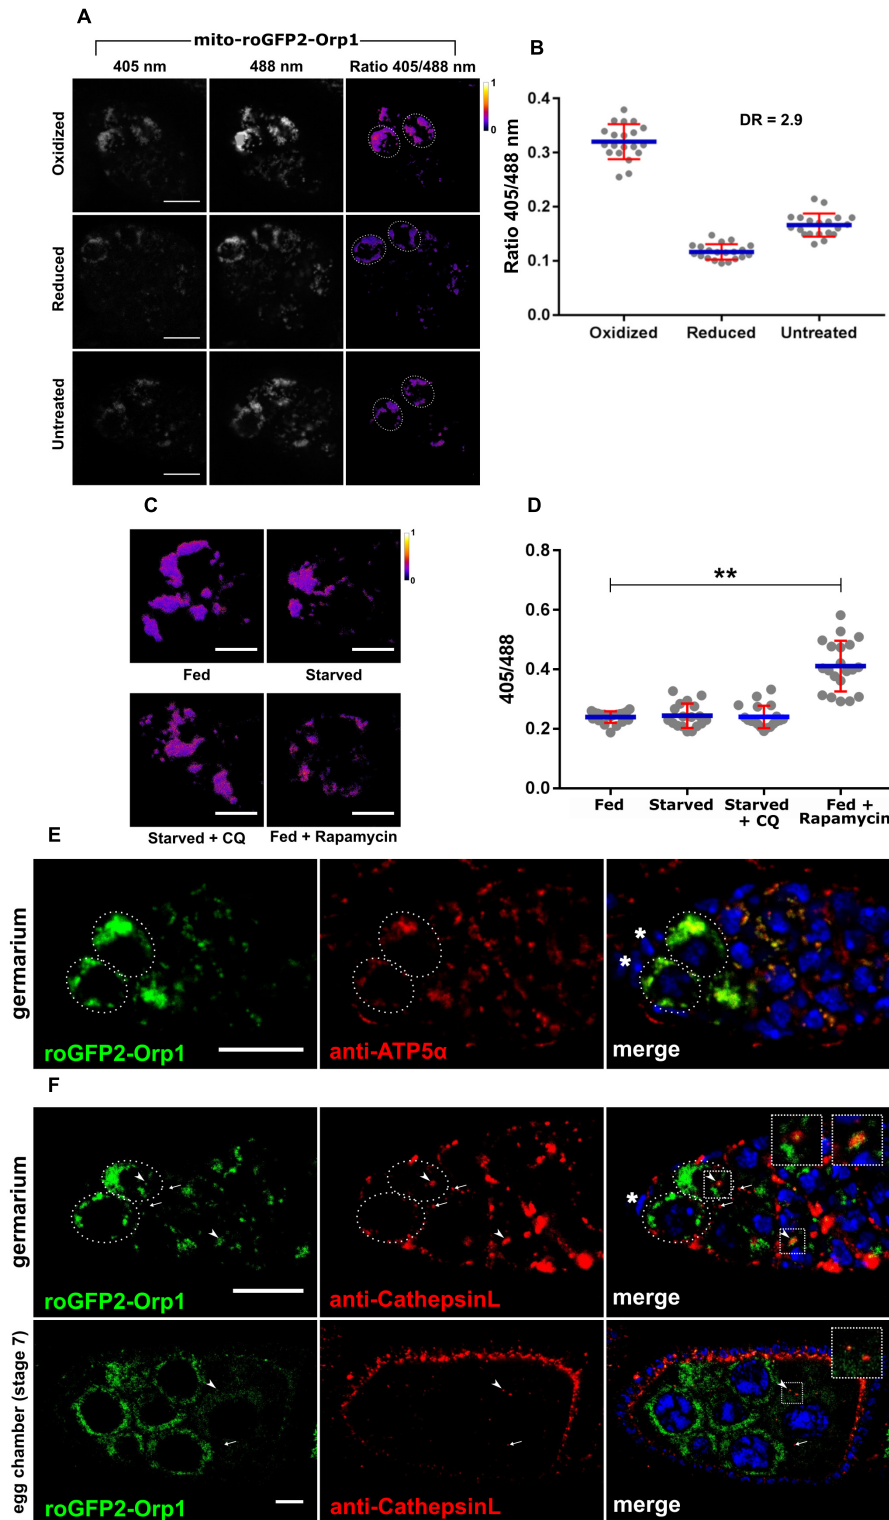 A
mito-roGFP2-Orp1
405 nm
488 nm
Ratio 405/488 nm
Oxidized
1
0
Reduced
Untreated
B
Ratio 405/488 nm
0.4
0.3
0.2
0.1
0.0
DR = 2.9
Oxidized
Reduced
Untreated
C
1
0
Fed
Starved
Starved + CQ
Fed + Rapamycin
D
405/488
0.8
0.6
0.4
0.2
0.0
**
Fed
Starved
Starved
+ CQ
Fed +
Rapamycin
E
germarium
roGFP2-Orp1
anti-ATP5α
*
*
merge
F
germarium
roGFP2-Orp1
anti-CathepsinL
*
merge
egg chamber (stage 7)
roGFP2-Orp1
anti-CathepsinL
merge